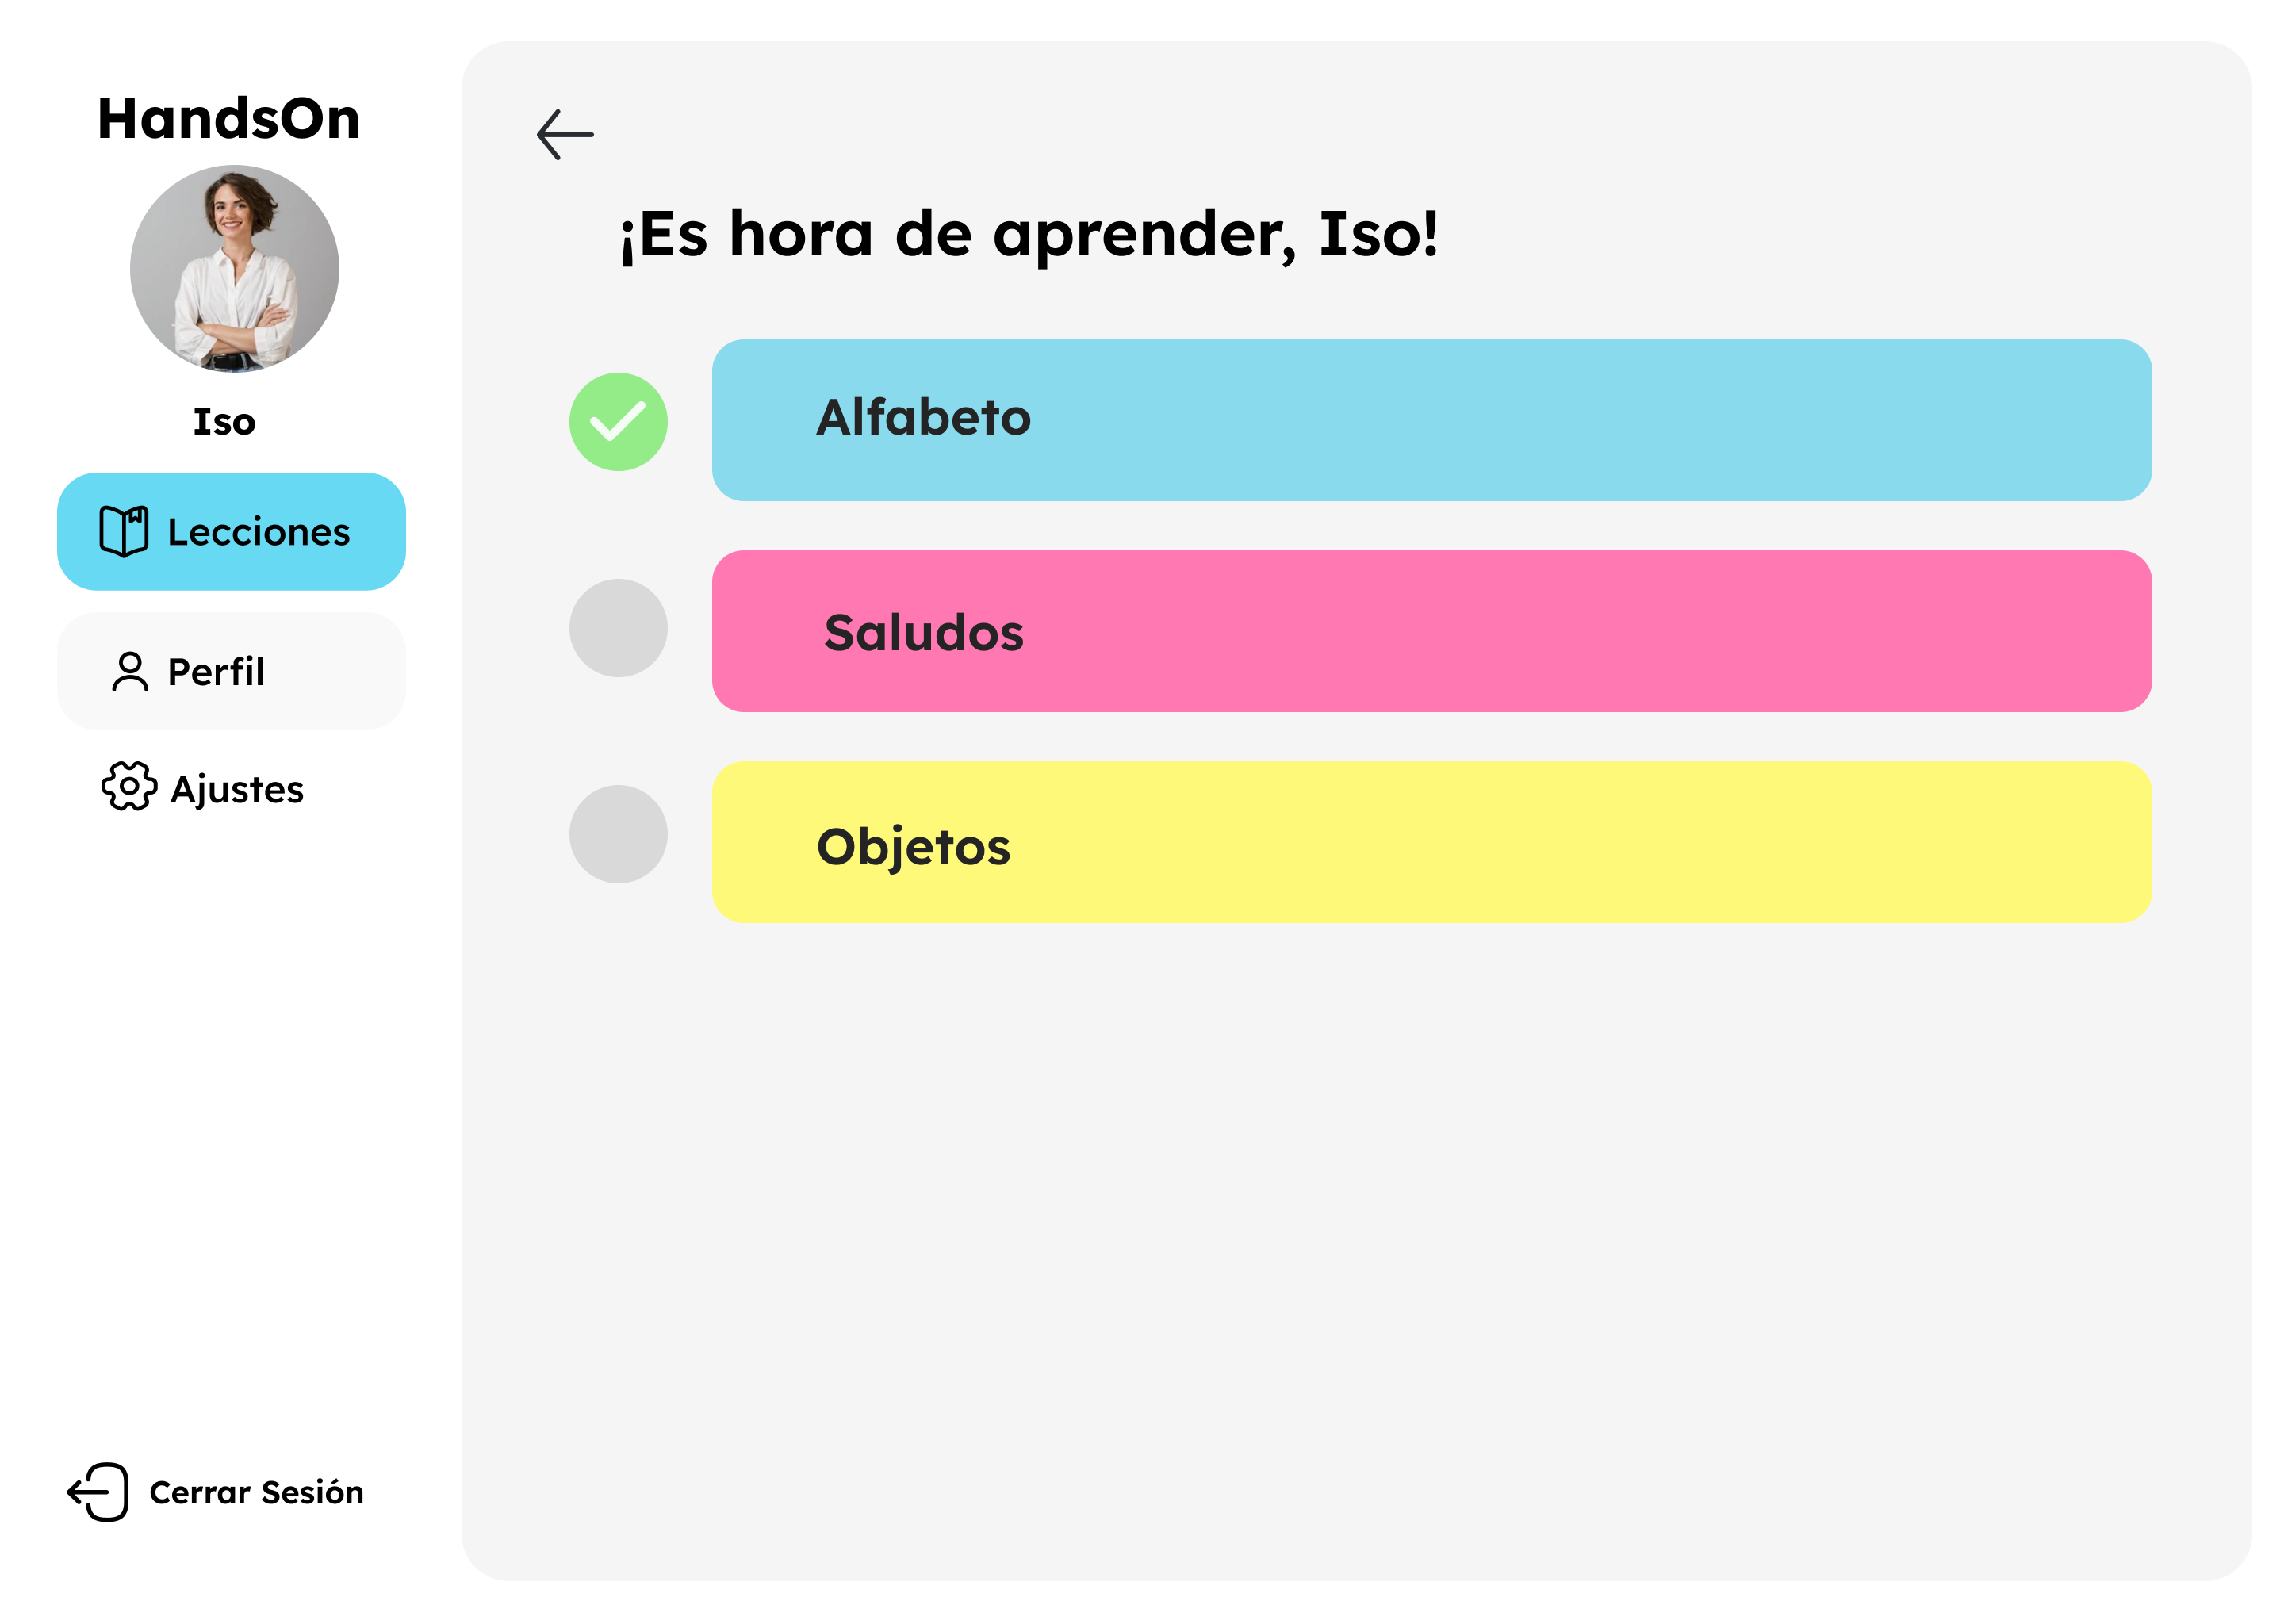 HandsOn
Iso
Lecciones
Perfil
Ajustes
Cerrar Sesión
¡Es hora de aprender, Iso!
Alfabeto
Saludos
Objetos